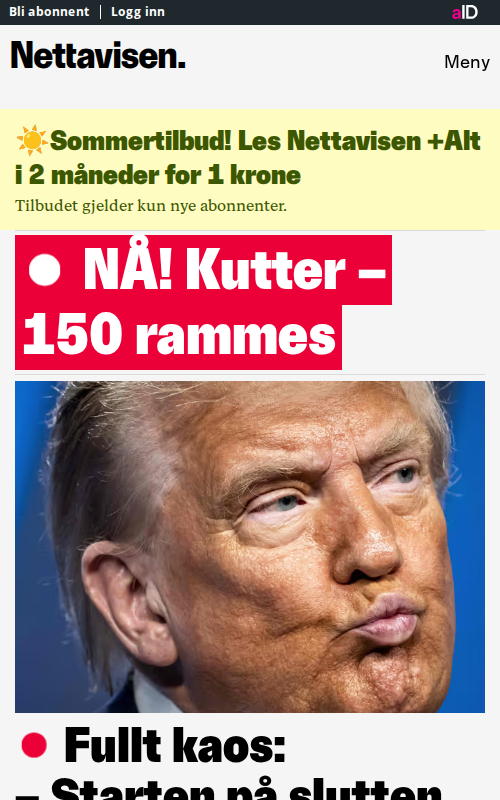 Bli abonnent | Logg inn
aID
Nettavisen.
Meny
☀️Sommertilbud! Les Nettavisen +Alt
i 2 måneder for 1 krone
Tilbudet gjelder kun nye abonnenter.
NÅ! Kutter –
150 rammes
Fullt kaos:
– Starten på slutten